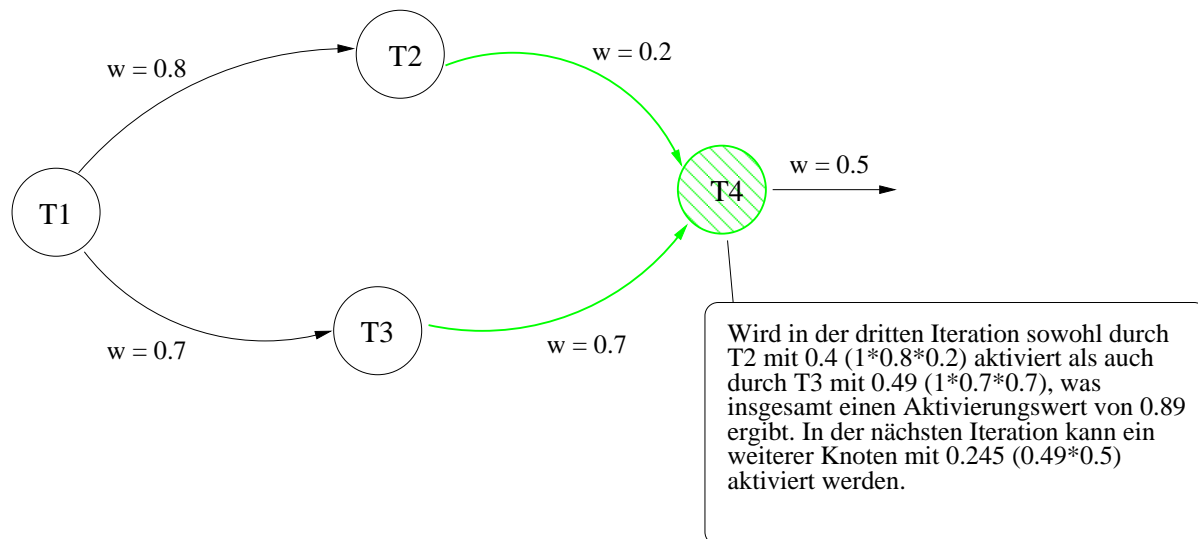 T2
w = 0.2
w = 0.8
T4
w = 0.5
T1
T3
w = 0.7
w = 0.7
Wird in der dritten Iteration sowohl durch
T2 mit 0.4 (1*0.8*0.2) aktiviert als auch
durch T3 mit 0.49 (1*0.7*0.7), was
insgesamt einen Aktivierungswert von 0.89
ergibt. In der nächsten Iteration kann ein
weiterer Knoten mit 0.245 (0.49*0.5)
aktiviert werden.